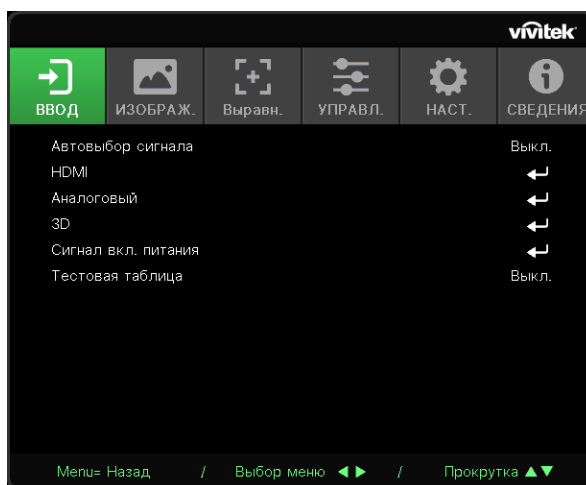 vivitek
ВВОД ИЗОБРАЖ. Выравн. УПРАВЛ. НАСТ. СВЕДЕНИЯ
Автовыбор сигнала Выкл.
HDMI
Аналоговый
3D
Сигнал вкл. питания
Тестовая таблица Выкл.
Menu= Назад / Выбор меню ◀ ▶ / Прокрутка ▲▼